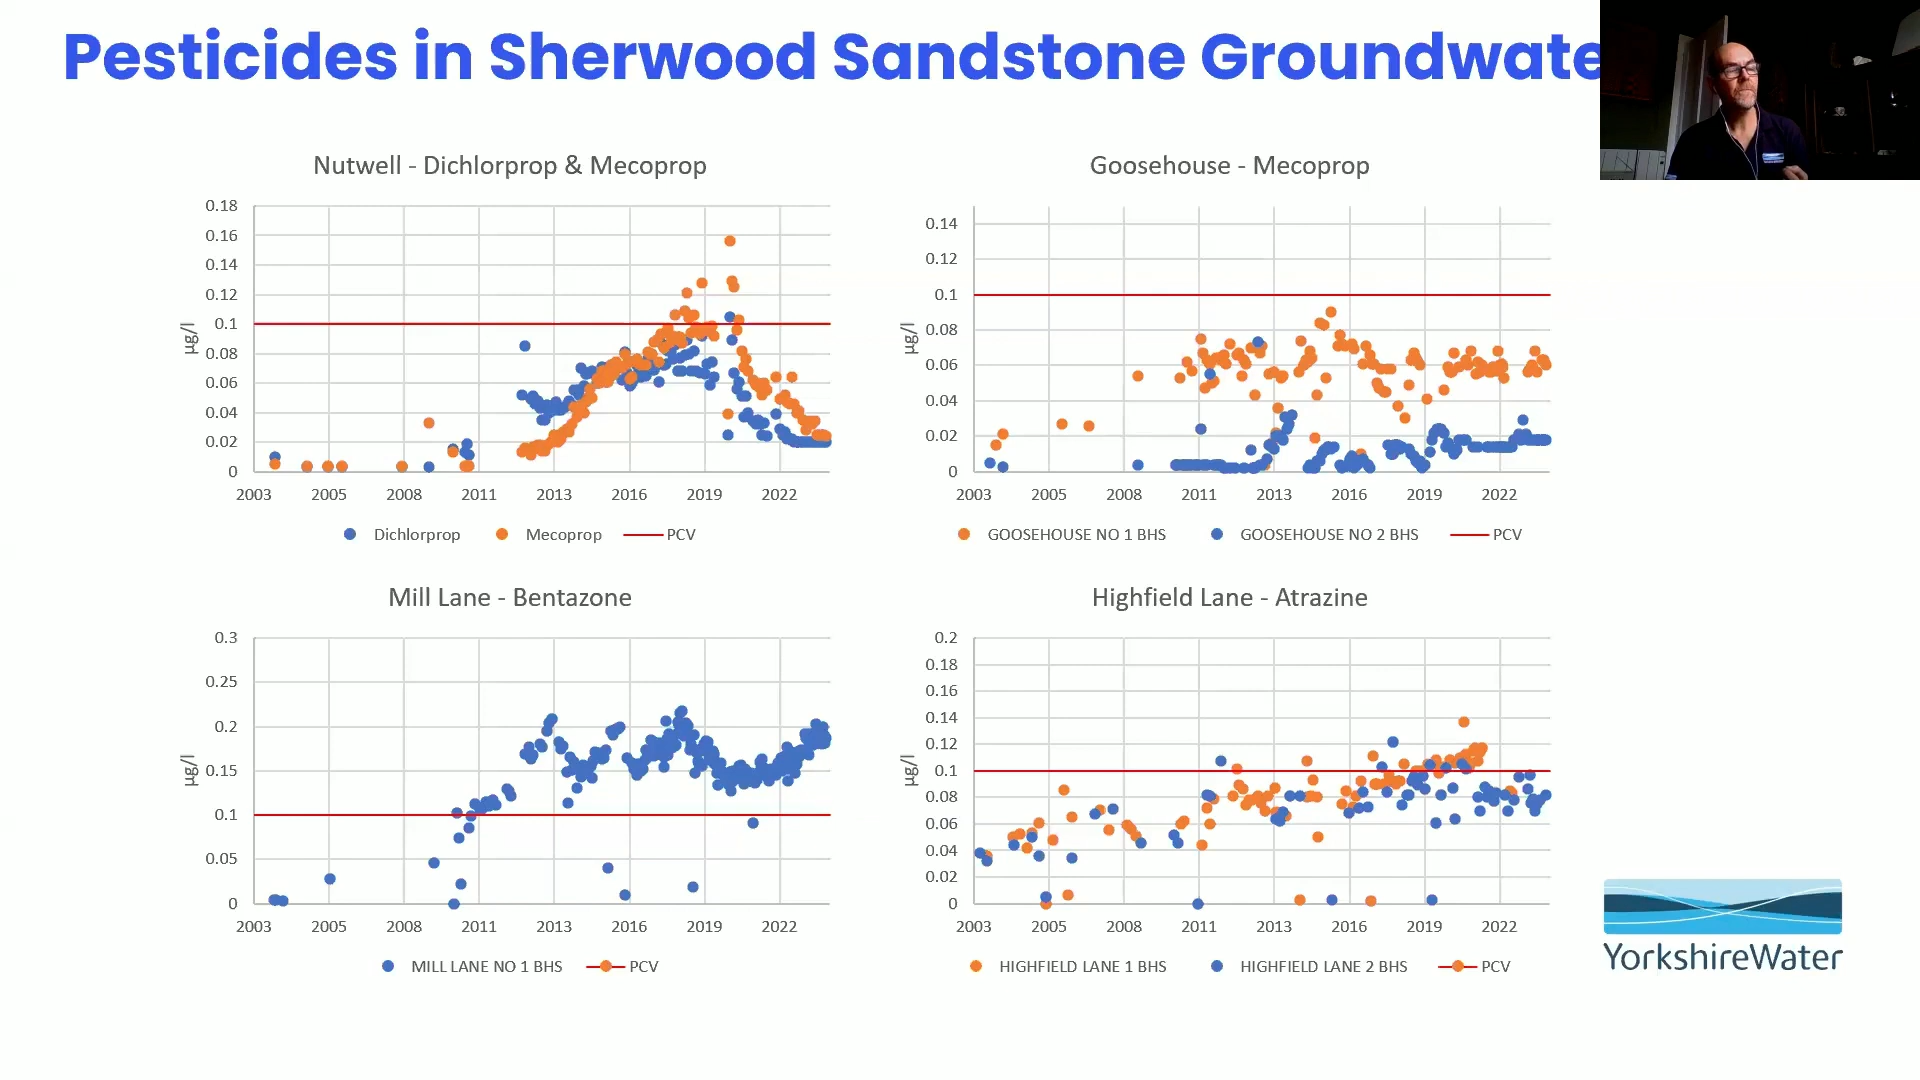 Pesticides in Sherwood Sandstone Groundwate
Nutwell - Dichlorprop & Mecoprop
0.18
0.16
0.14
0.12
0.1
0.08
0.06
0.04
0.02
0
µg/l
2003 2005 2008 2011 2013 2016 2019 2022
Dichlorprop Mecoprop PCV
Goosehouse - Mecoprop
0.14
0.12
0.1
0.08
0.06
0.04
0.02
0
µg/l
2003 2005 2008 2011 2013 2016 2019 2022
GOOSEHOUSE NO 1 BHS GOOSEHOUSE NO 2 BHS PCV
Mill Lane - Bentazone
0.3
0.25
0.2
0.15
0.1
0.05
0
µg/l
2003 2005 2008 2011 2013 2016 2019 2022
MILL LANE NO 1 BHS PCV
Highfield Lane - Atrazine
0.2
0.18
0.16
0.14
0.12
0.1
0.08
0.06
0.04
0.02
0
µg/l
2003 2005 2008 2011 2013 2016 2019 2022
HIGHFIELD LANE 1 BHS HIGHFIELD LANE 2 BHS PCV
YorkshireWater